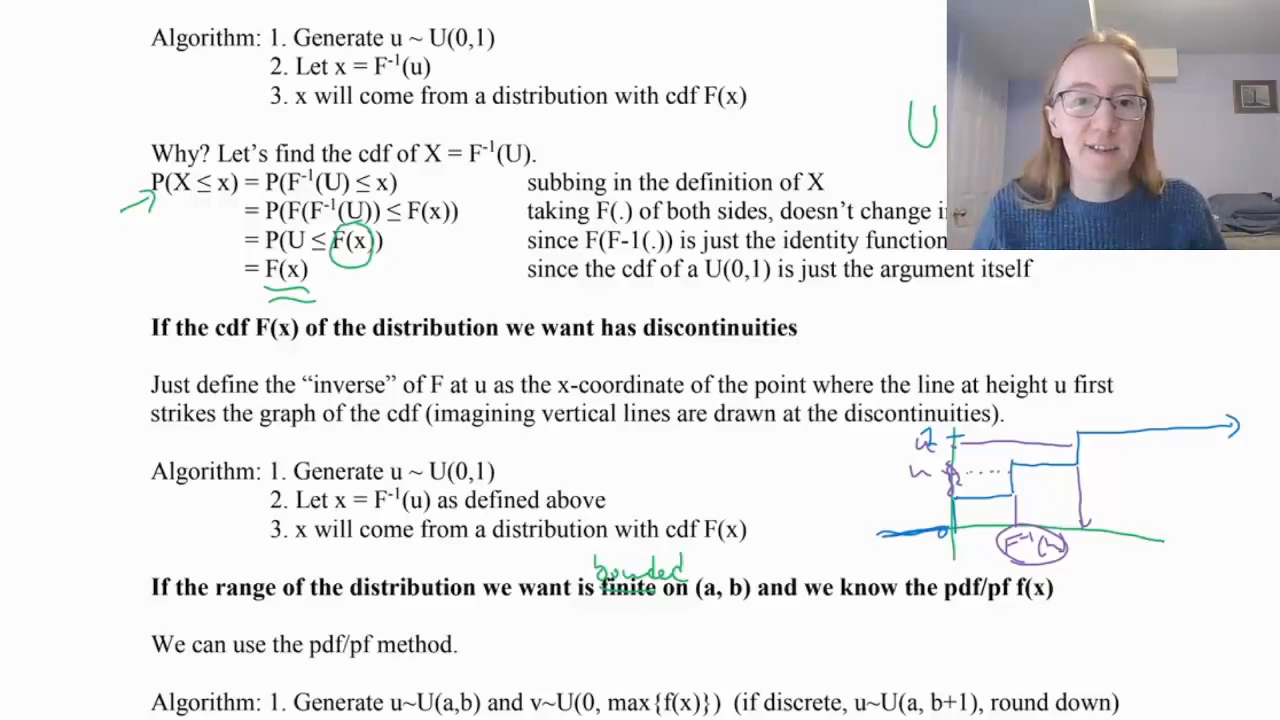 Algorithm: 1. Generate u ~ U(0,1)
2. Let x = F⁻¹(u)
3. x will come from a distribution with cdf F(x)
U
Why? Let's find the cdf of X = F⁻¹(U).
P(X ≤ x) = P(F⁻¹(U) ≤ x) subbing in the definition of X
= P(F(F⁻¹(U)) ≤ F(x)) taking F(.) of both sides, doesn't change
= P(U ≤ F(x)) since F(F-1(.)) is just the identity function
= F(x) since the cdf of a U(0,1) is just the argument itself
If the cdf F(x) of the distribution we want has discontinuities
Just define the “inverse” of F at u as the x-coordinate of the point where the line at height u first
strikes the graph of the cdf (imagining vertical lines are drawn at the discontinuities).
u
Algorithm: 1. Generate u ~ U(0,1)
2. Let x = F⁻¹(u) as defined above
3. x will come from a distribution with cdf F(x)
F⁻¹(u)
bounded
If the range of the distribution we want is finite on (a, b) and we know the pdf/pf f(x)
We can use the pdf/pf method.
Algorithm: 1. Generate u~U(a,b) and v~U(0, max{f(x)}) (if discrete, u~U(a, b+1), round down)